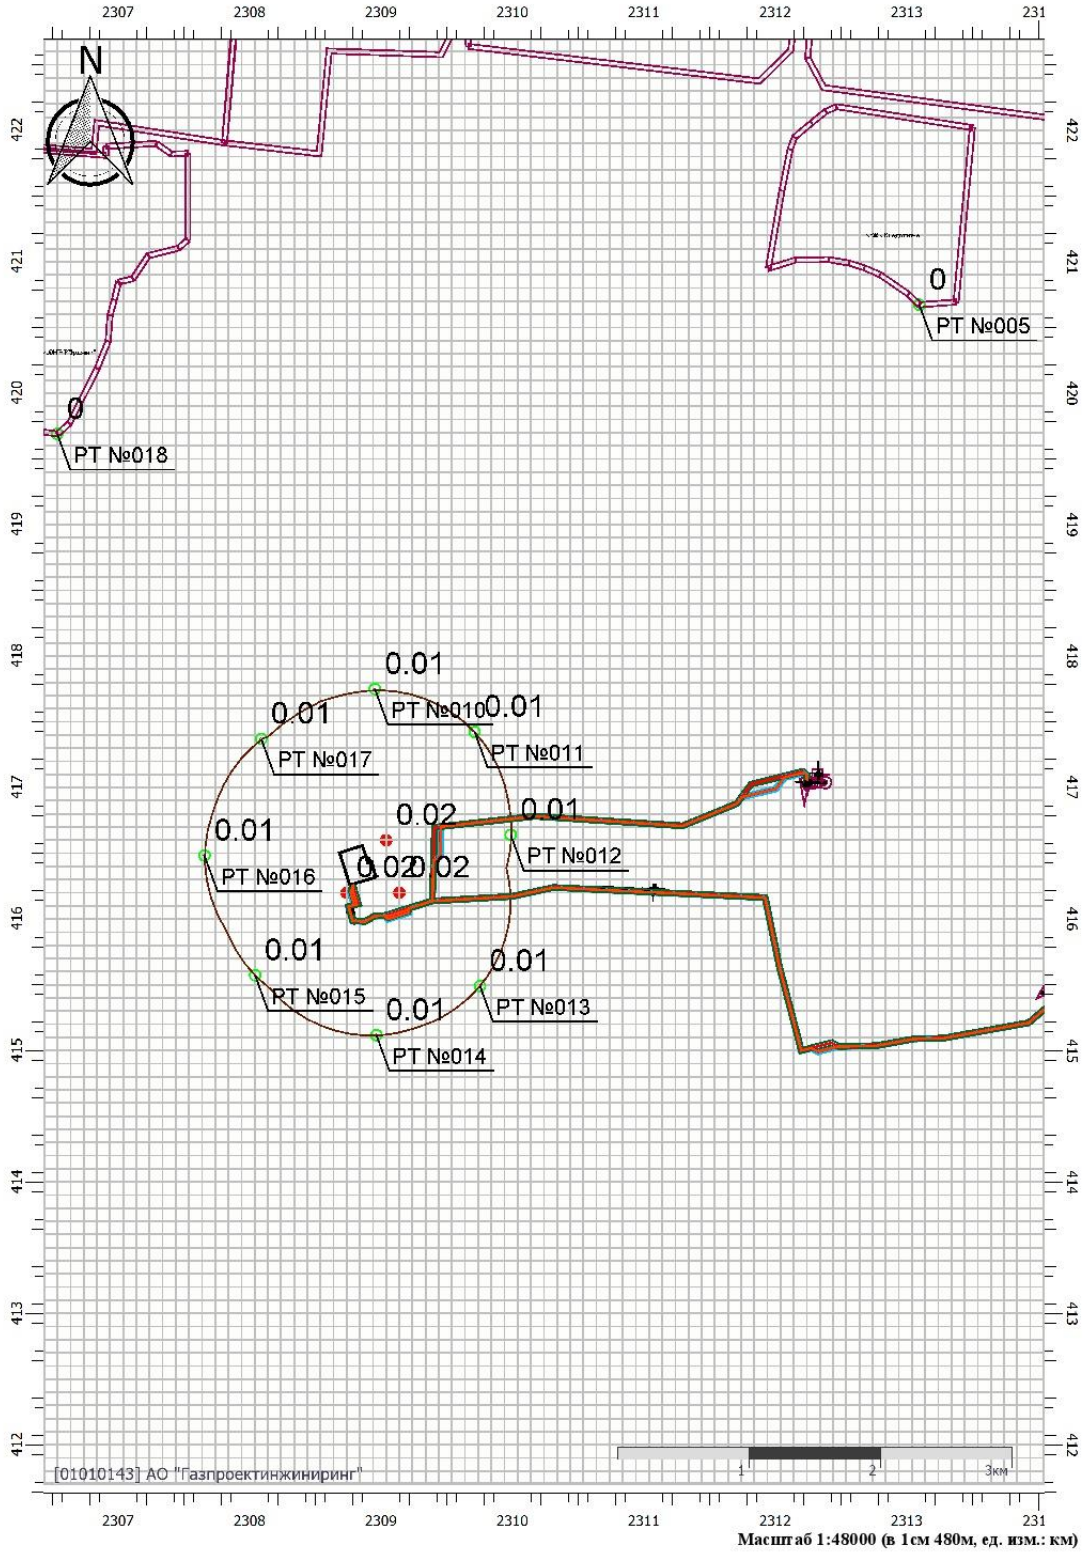 2307 2308 2309 2310 2311 2312 2313 231
N
422 422
421 421
0
РТ №005
420 420
0
РТ №018
419 419
418 418
0.01
РТ №010
0.01
0.01
РТ №011
РТ №017
417 417
0.02
0.01
0.01
РТ №012
0.02
0.02
РТ №016
416 416
0.01
0.01
РТ №015
РТ №013
0.01
РТ №014
415 415
414 414
413 413
412 412
1 2 3км
[01010143] АО "Газпроектинжиниринг"
2307 2308 2309 2310 2311 2312 2313 231
Масштаб 1:48000 (в 1см 480м, ед. изм.: км)